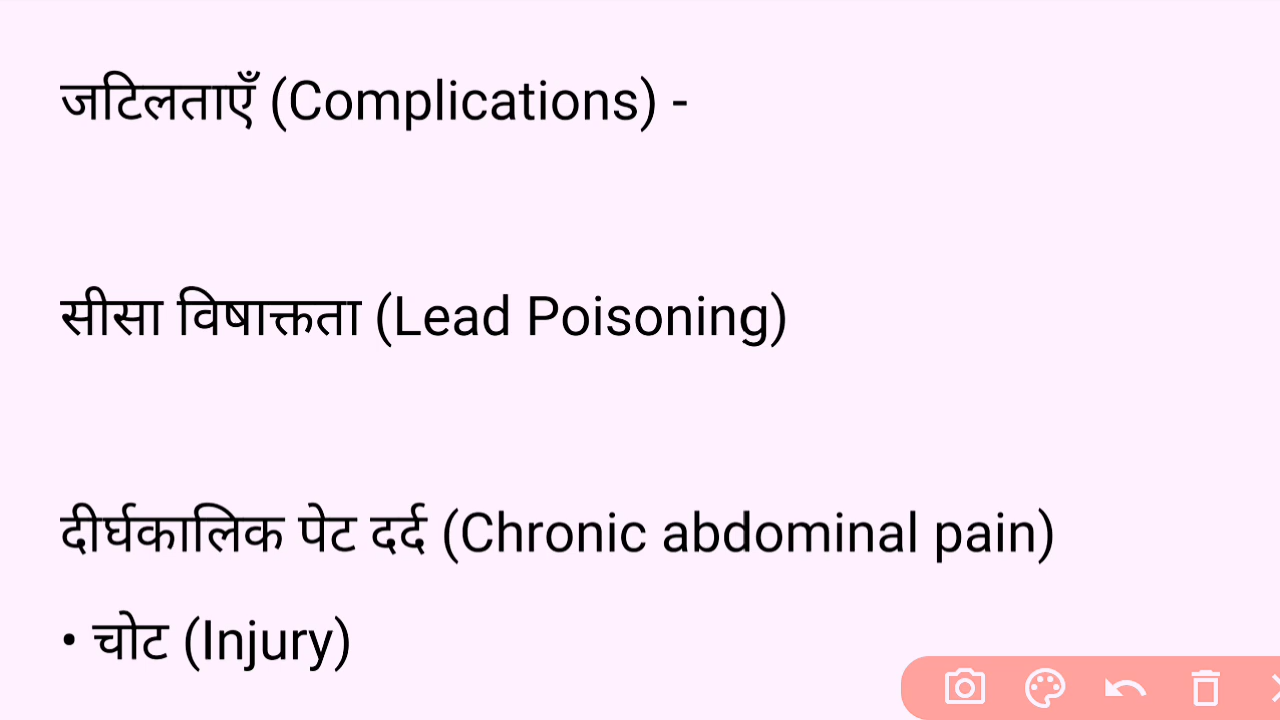 जटिलताएँ (Complications) -
सीसा विषाक्तता (Lead Poisoning)
दीर्घकालिक पेट दर्द (Chronic abdominal pain)
• चोट (Injury)